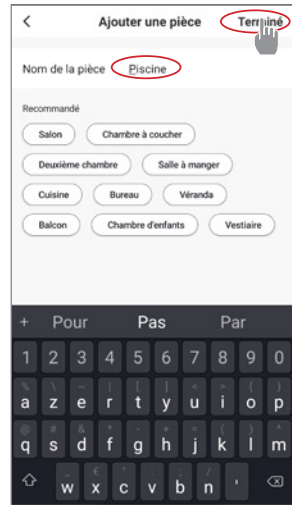 Ajouter une pièce Terminé
Nom de la pièce Piscine
Recommandé
Salon Chambre à coucher
Deuxième chambre Salle à manger
Cuisine Bureau Véranda
Balcon Chambre d'enfants Vestiaire
+ Pour Pas Par
1 2 3 4 5 6 7 8 9 0
a z e r t y u i o p
q s d f g h j k l m
w x c v b n '